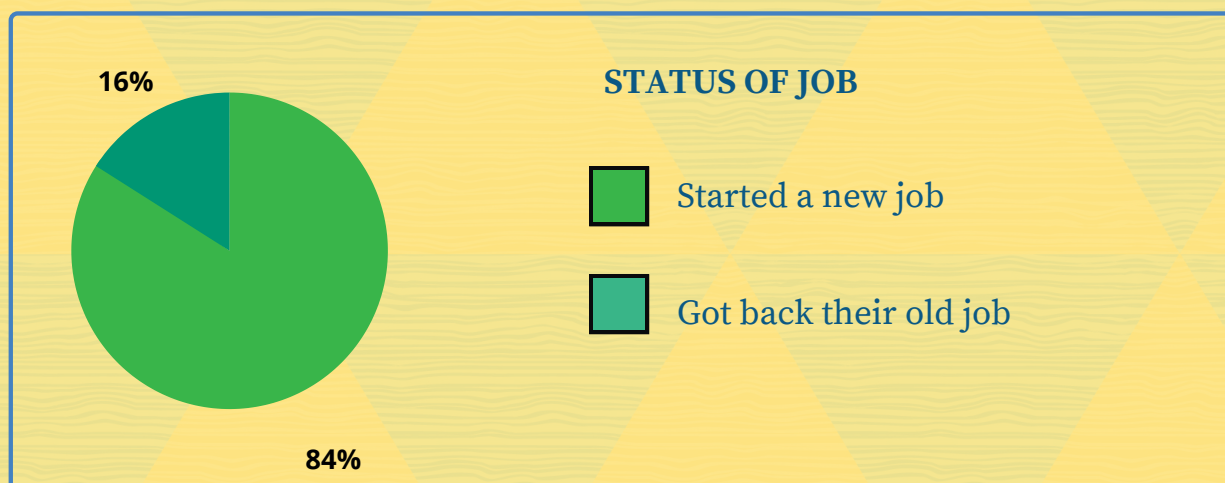 16%
STATUS OF JOB
Started a new job
Got back their old job
84%